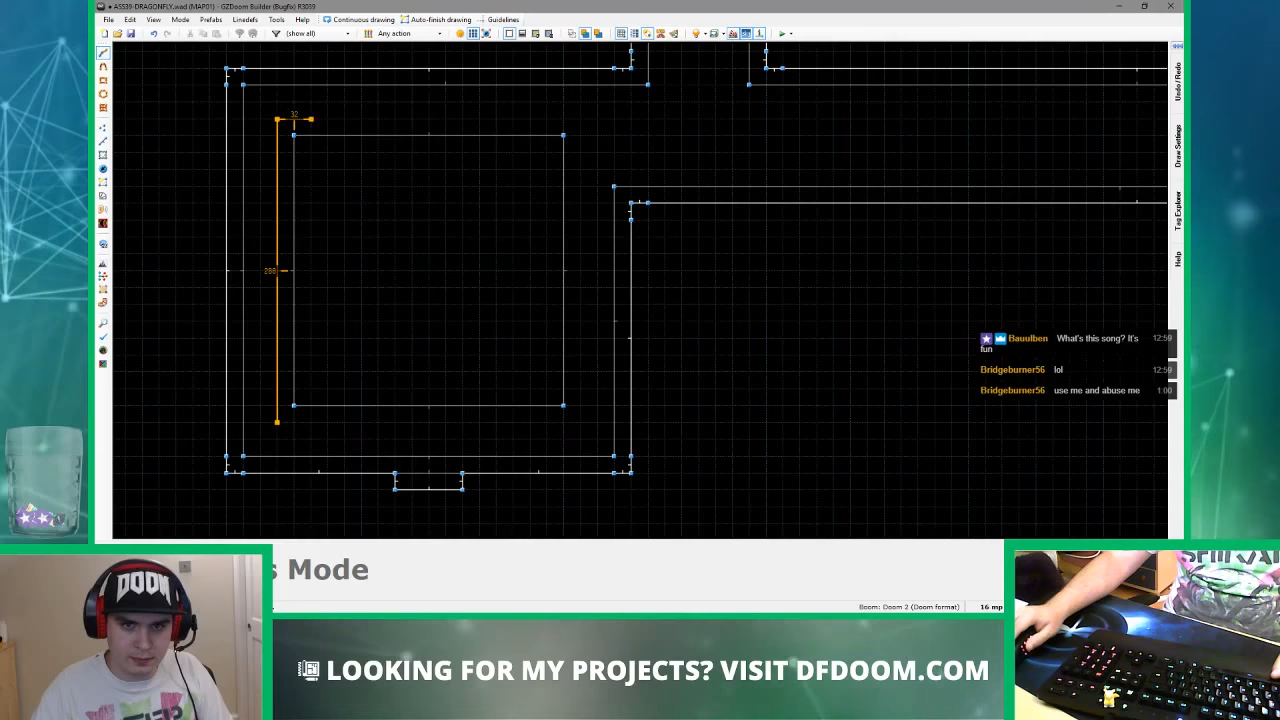 ASS39-DRAGONFLY.wad (MAP01) - GZDoom Builder (Bugfix) R3039
File Edit View Mode Prefabs Linedefs Tools Help Continuous drawing Auto-finish drawing Guidelines
(show all) Any action
Undo / Redo
Draw Settings
Tag Explorer
Help
32
288
Bauulben What's this song? It's 12:59
fun
Bridgeburner56 lol 12:59
Bridgeburner56 use me and abuse me 1:00
s Mode
Boom: Doom 2 (Doom format) 16 mp
DOOM
LOOKING FOR MY PROJECTS? VISIT DFDOOM.COM